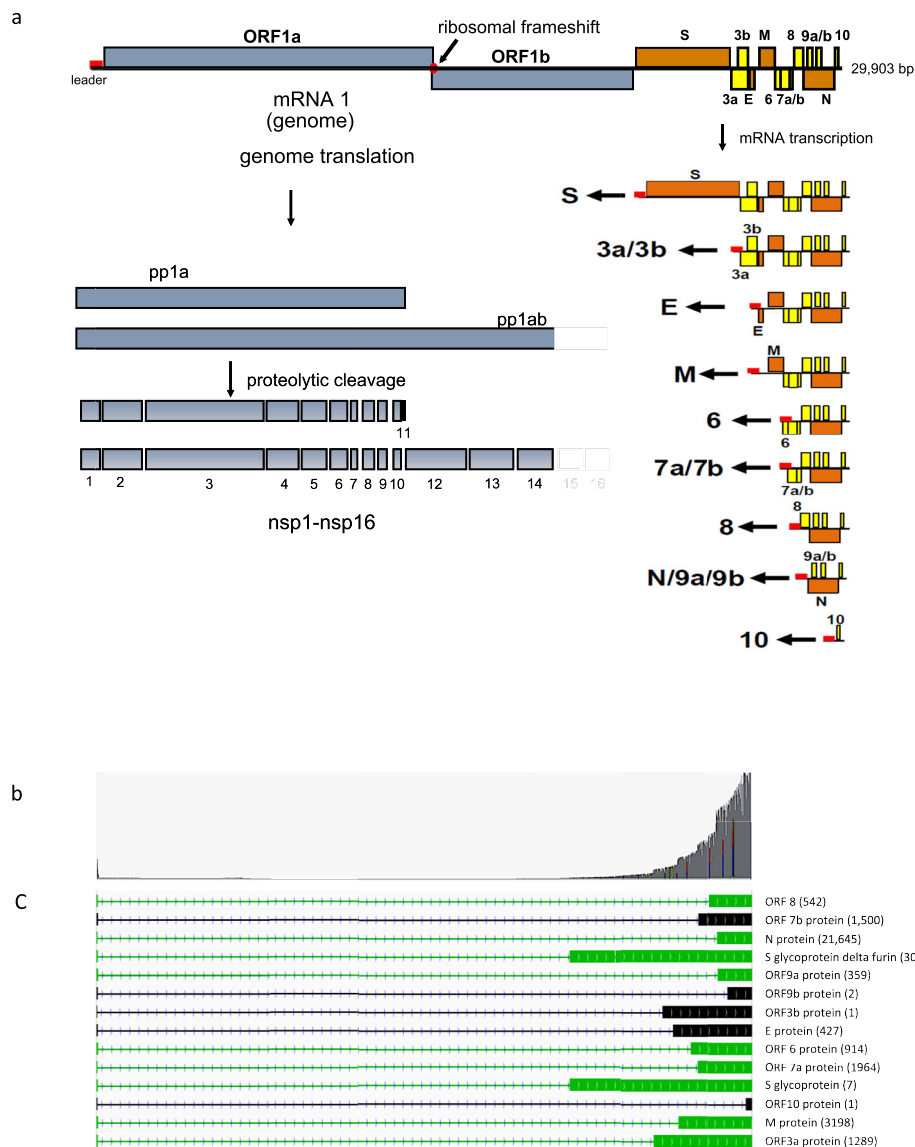 a
ribosomal frameshift
ORF1a
ORF1b
S
3b M 8 9a/b 10
leader
29,903 bp
3a E 6 7a/b N
mRNA 1
(genome)
genome translation
mRNA transcription
S
S
3a/3b
3b
3a
E
E
M
M
6
6
7a/7b
7a/b
8
8
N/9a/9b
9a/b
N
10
10
pp1a
pp1ab
proteolytic cleavage
11
1 2 3 4 5 6 7 8 9 10 12 13 14 15 16
nsp1-nsp16
b
C
ORF 8 (542)
ORF 7b protein (1,500)
N protein (21,645)
S glycoprotein delta furin (30
ORF9a protein (359)
ORF9b protein (2)
ORF3b protein (1)
E protein (427)
ORF 6 protein (914)
ORF 7a protein (1964)
S glycoprotein (7)
ORF10 protein (1)
M protein (3198)
ORF3a protein (1289)